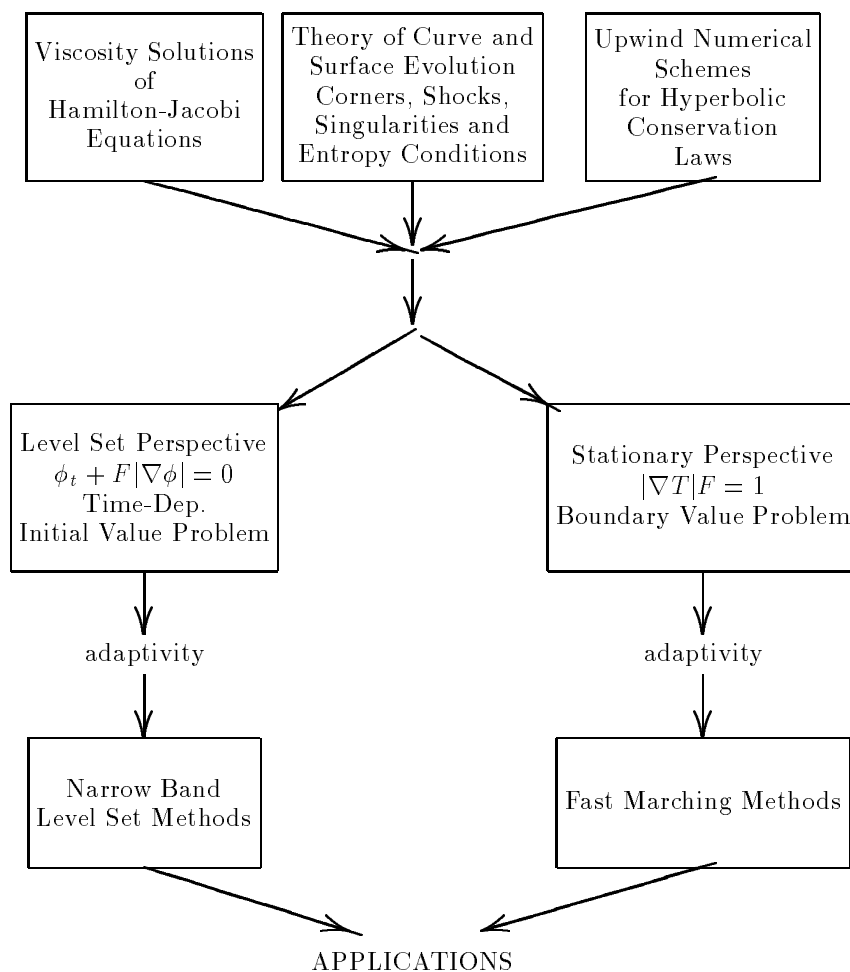 Viscosity Solutions
of
Hamilton-Jacobi
Equations
Theory of Curve and
Surface Evolution
Corners, Shocks,
Singularities and
Entropy Conditions
Upwind Numerical
Schemes
for Hyperbolic
Conservation
Laws
Level Set Perspective
ϕₜ + F|∇ϕ| = 0
Time-Dep.
Initial Value Problem
Stationary Perspective
|∇T|F = 1
Boundary Value Problem
adaptivity
adaptivity
Narrow Band
Level Set Methods
Fast Marching Methods
APPLICATIONS